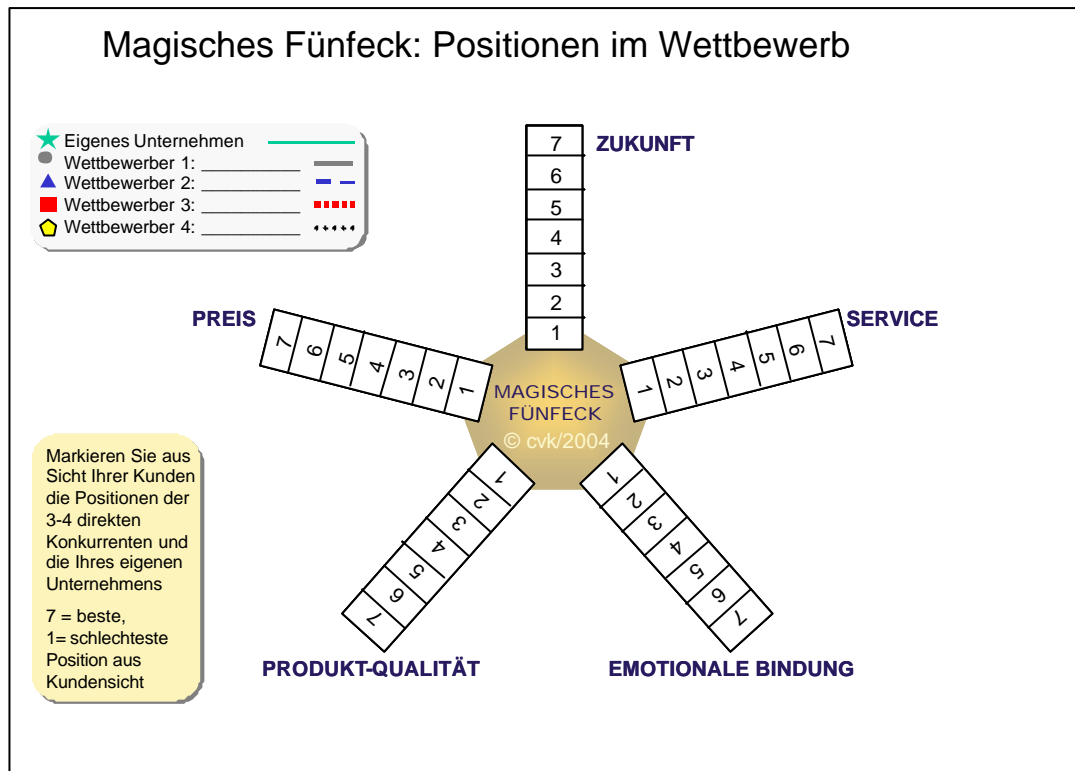 Magisches Fünfeck: Positionen im Wettbewerb
Eigenes Unternehmen
Wettbewerber 1: __________
Wettbewerber 2: __________
Wettbewerber 3: __________
Wettbewerber 4: __________
ZUKUNFT
7
6
5
4
3
2
1
PREIS
7 6 5 4 3 2 1
SERVICE
1 2 3 4 5 6 7
MAGISCHES
FÜNFECK
© cvk/2004
1 2 3 4 5 6 7
PRODUKT-QUALITÄT
1 2 3 4 5 6 7
EMOTIONALE BINDUNG
Markieren Sie aus
Sicht Ihrer Kunden
die Positionen der
3-4 direkten
Konkurrenten und
die Ihres eigenen
Unternehmens
7 = beste,
1= schlechteste
Position aus
Kundensicht